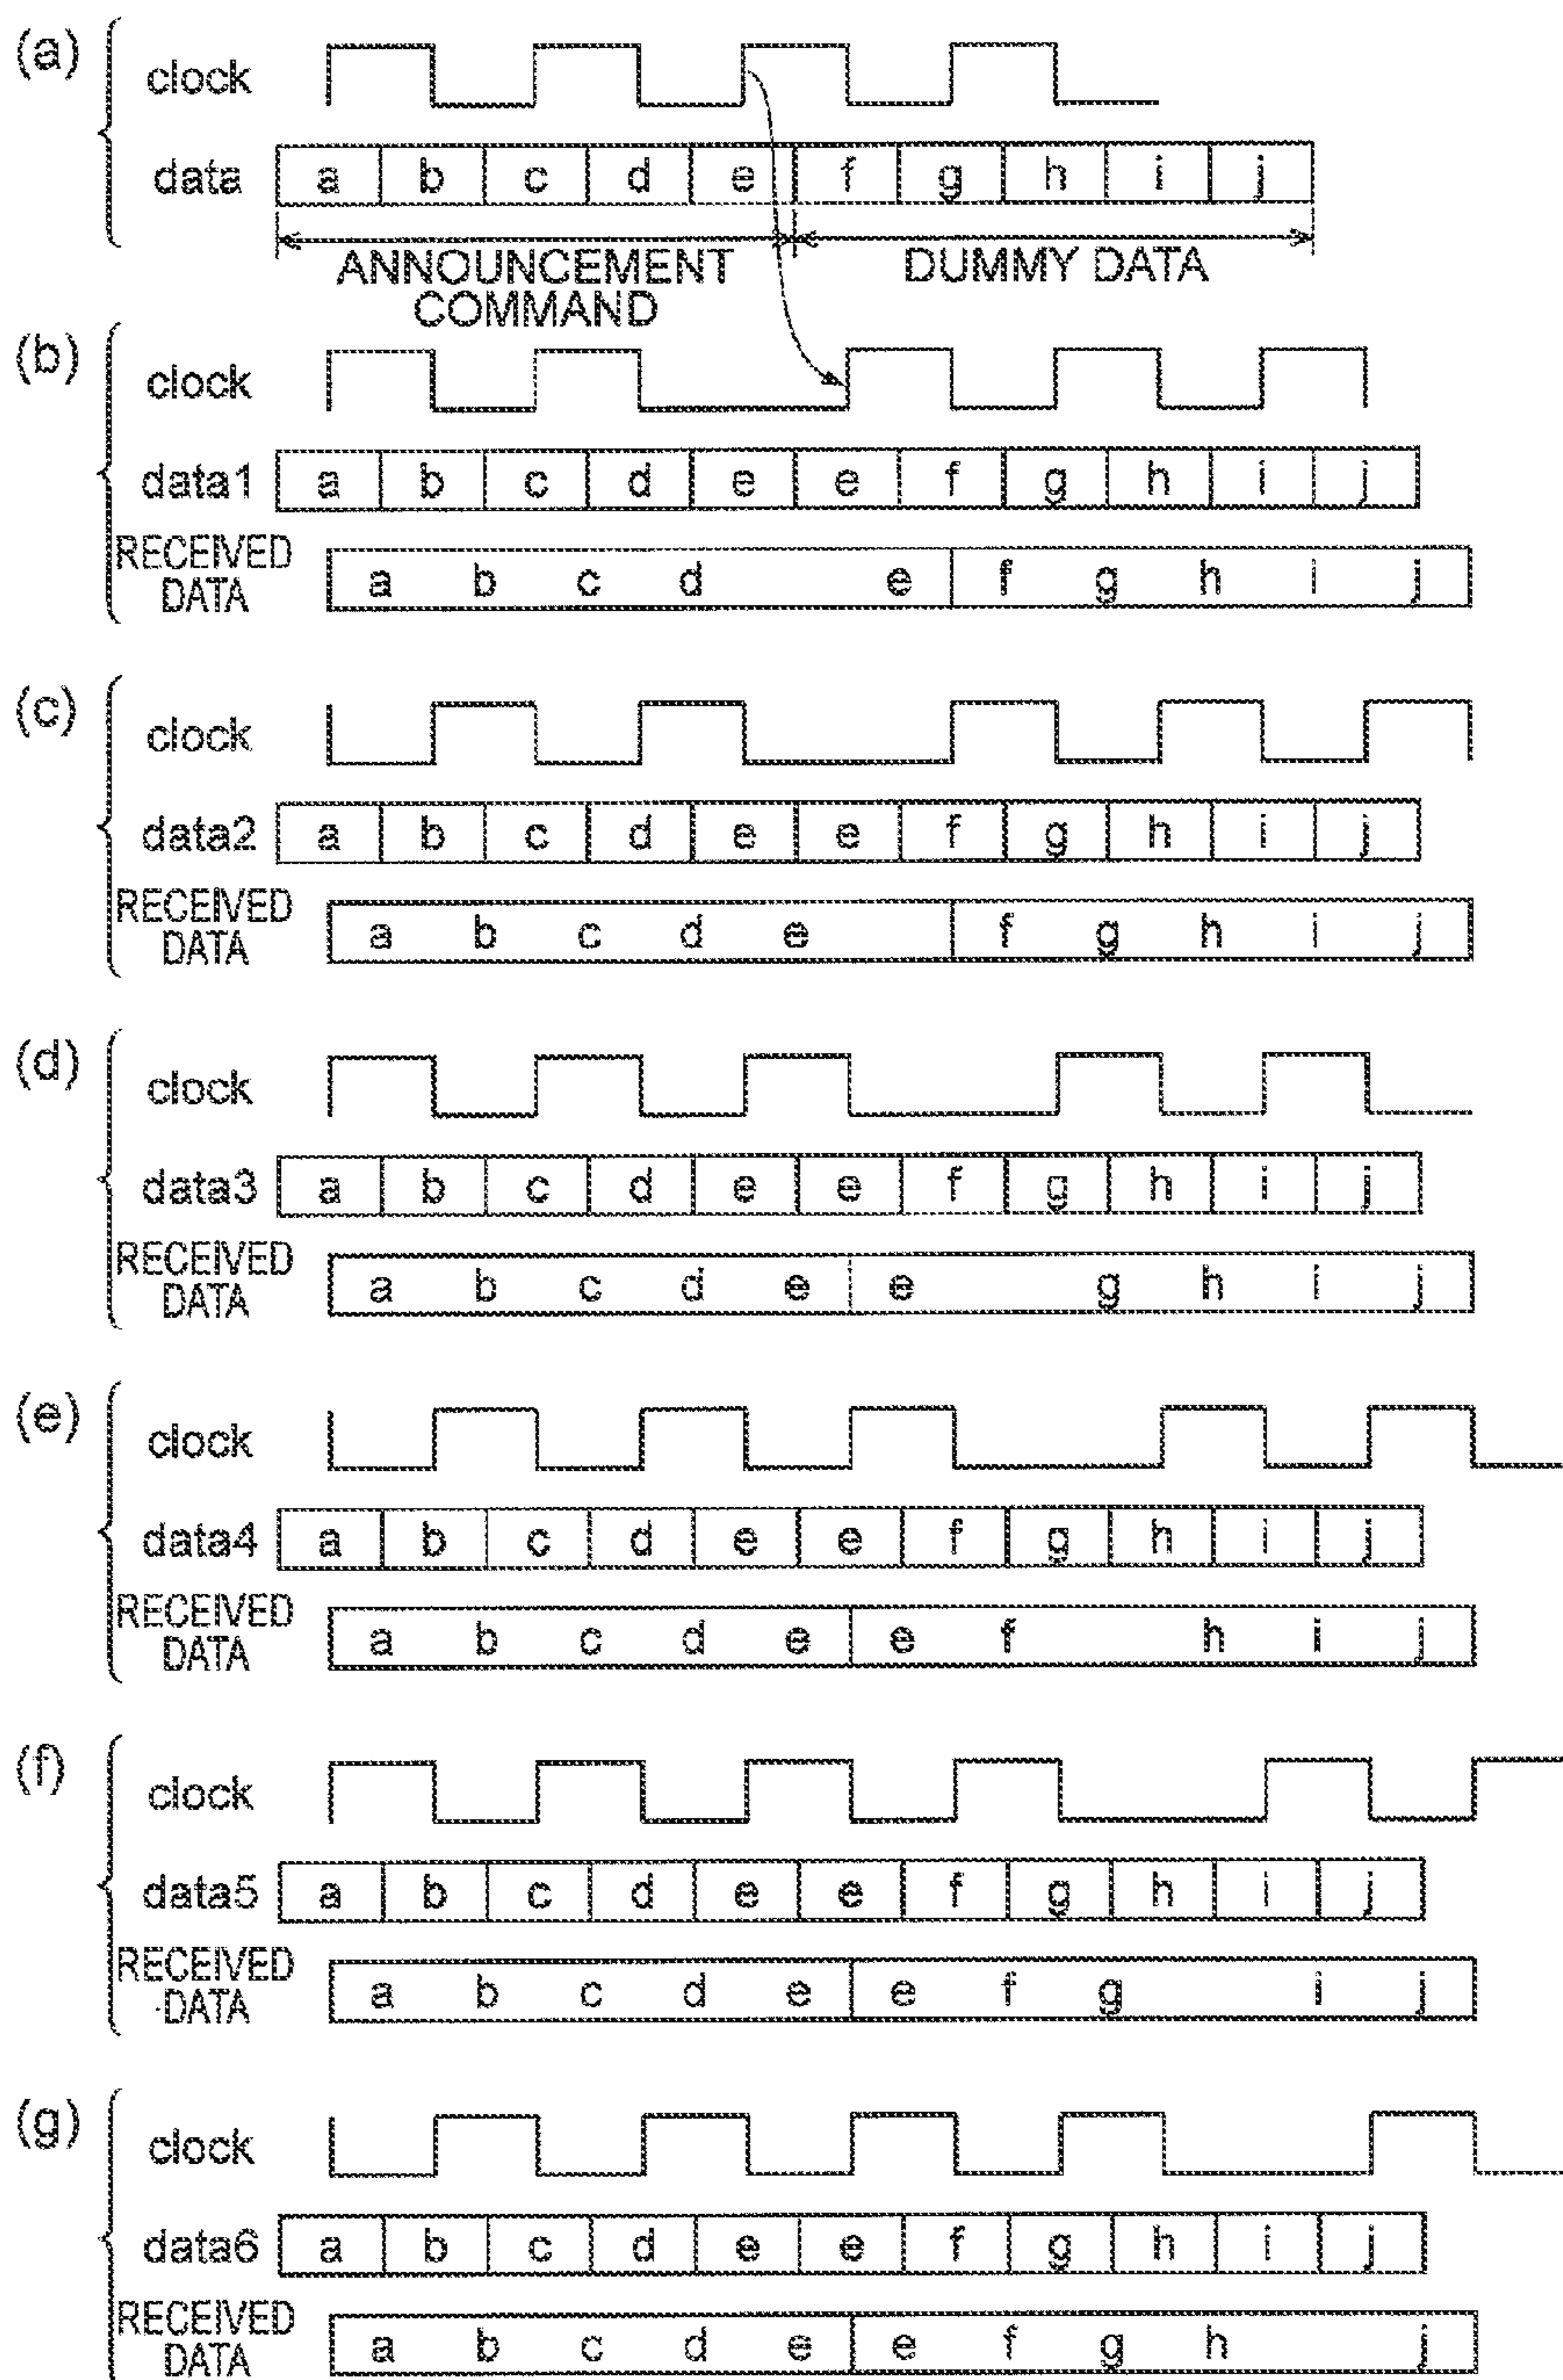 (a)
clock
data a b c d e f g h i j
ANNOUNCEMENT COMMAND DUMMY DATA
(b)
clock
data1 a b c d e e f g h i j
RECEIVED DATA a b c d e f g h i j
(c)
clock
data2 a b c d e e f g h i j
RECEIVED DATA a b c d e f g h i j
(d)
clock
data3 a b c d e e f g h i j
RECEIVED DATA a b c d e e g h i j
(e)
clock
data4 a b c d e e f g h i j
RECEIVED DATA a b c d e e f h i j
(f)
clock
data5 a b c d e e f g h i j
RECEIVED DATA a b c d e e f g i j
(g)
clock
data6 a b c d e e f g h i j
RECEIVED DATA a b c d e e f g h j